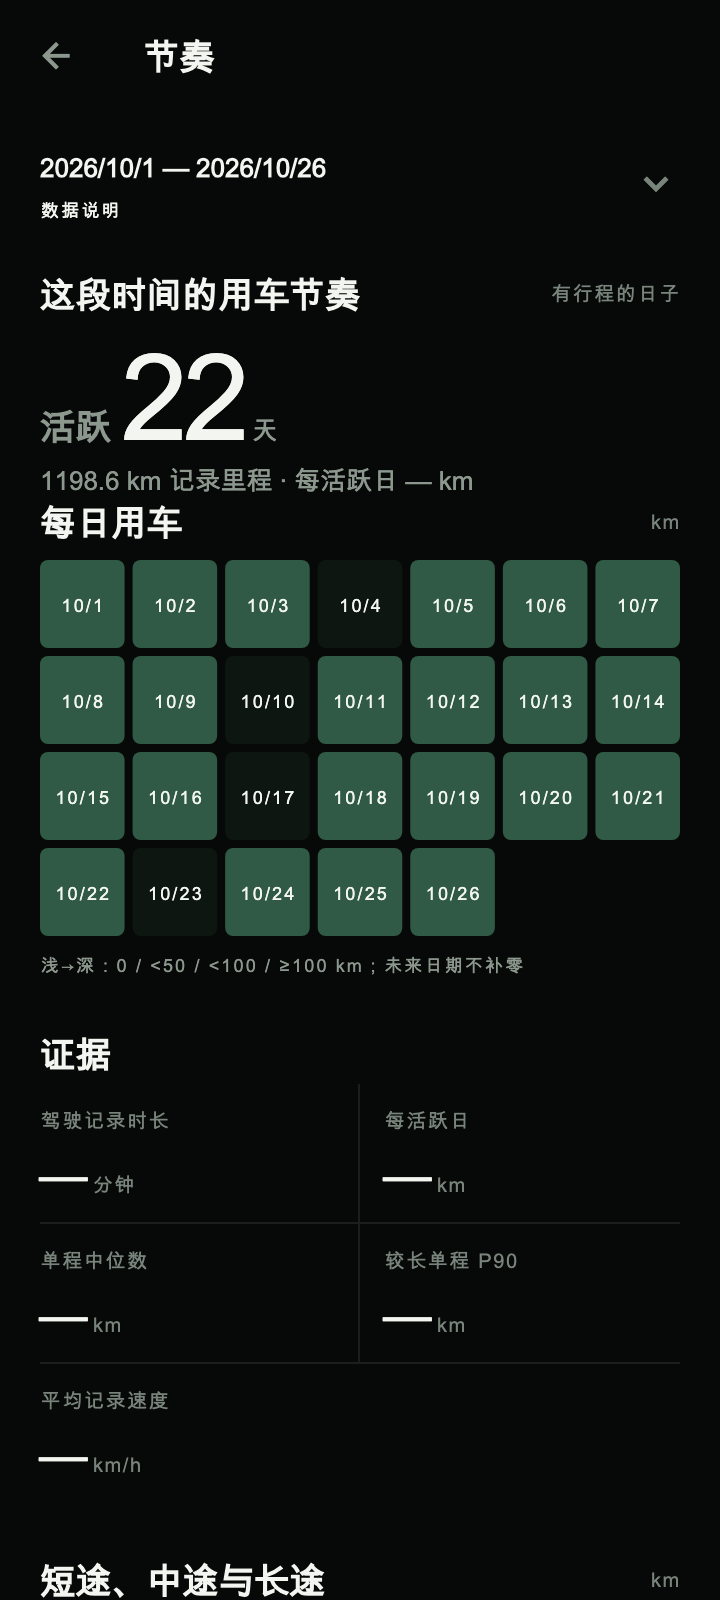 节奏
2026/10/1 — 2026/10/26
数据说明
这段时间的用车节奏 有行程的日子
活跃 22 天
1198.6 km 记录里程 · 每活跃日 — km
每日用车 km
10/1 10/2 10/3 10/4 10/5 10/6 10/7
10/8 10/9 10/10 10/11 10/12 10/13 10/14
10/15 10/16 10/17 10/18 10/19 10/20 10/21
10/22 10/23 10/24 10/25 10/26
浅→深：0 / <50 / <100 / ≥100 km；未来日期不补零
证据
驾驶记录时长 每活跃日
— 分钟 — km
单程中位数 较长单程 P90
— km — km
平均记录速度
— km/h
短途、中途与长途 km